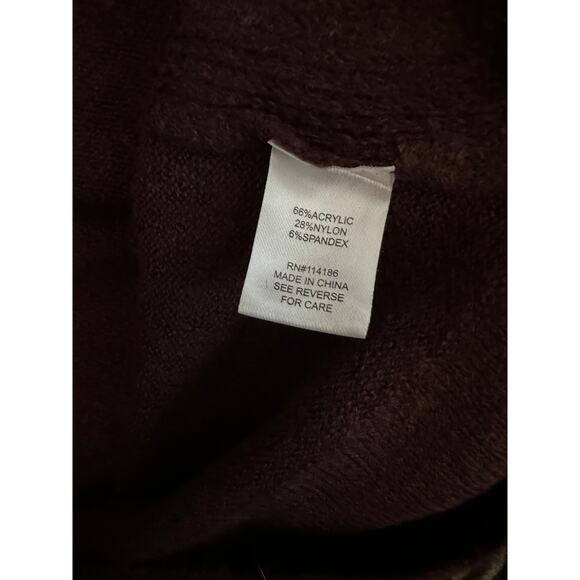 66%ACRYLIC
28%NYLON
6%SPANDEX
RN#114186
MADE IN CHINA
SEE REVERSE
FOR CARE